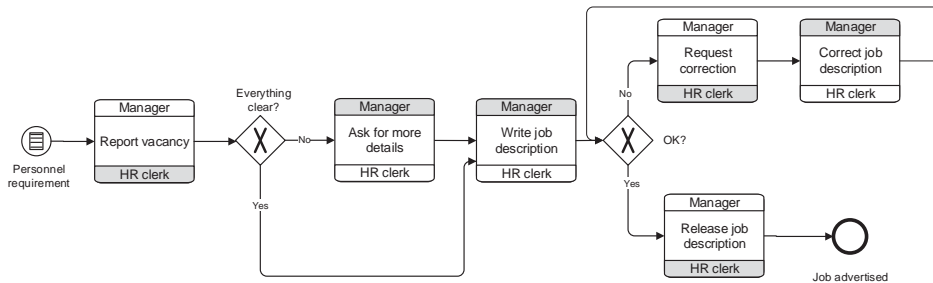 Manager
Request
correction
HR clerk
Manager
Correct job
description
HR clerk
Everything
clear?
No
Manager
Report vacancy
HR clerk
No
Manager
Ask for more
details
HR clerk
Manager
Write job
description
HR clerk
OK?
Personnel
requirement
Yes
Yes
Manager
Release job
description
HR clerk
Job advertised